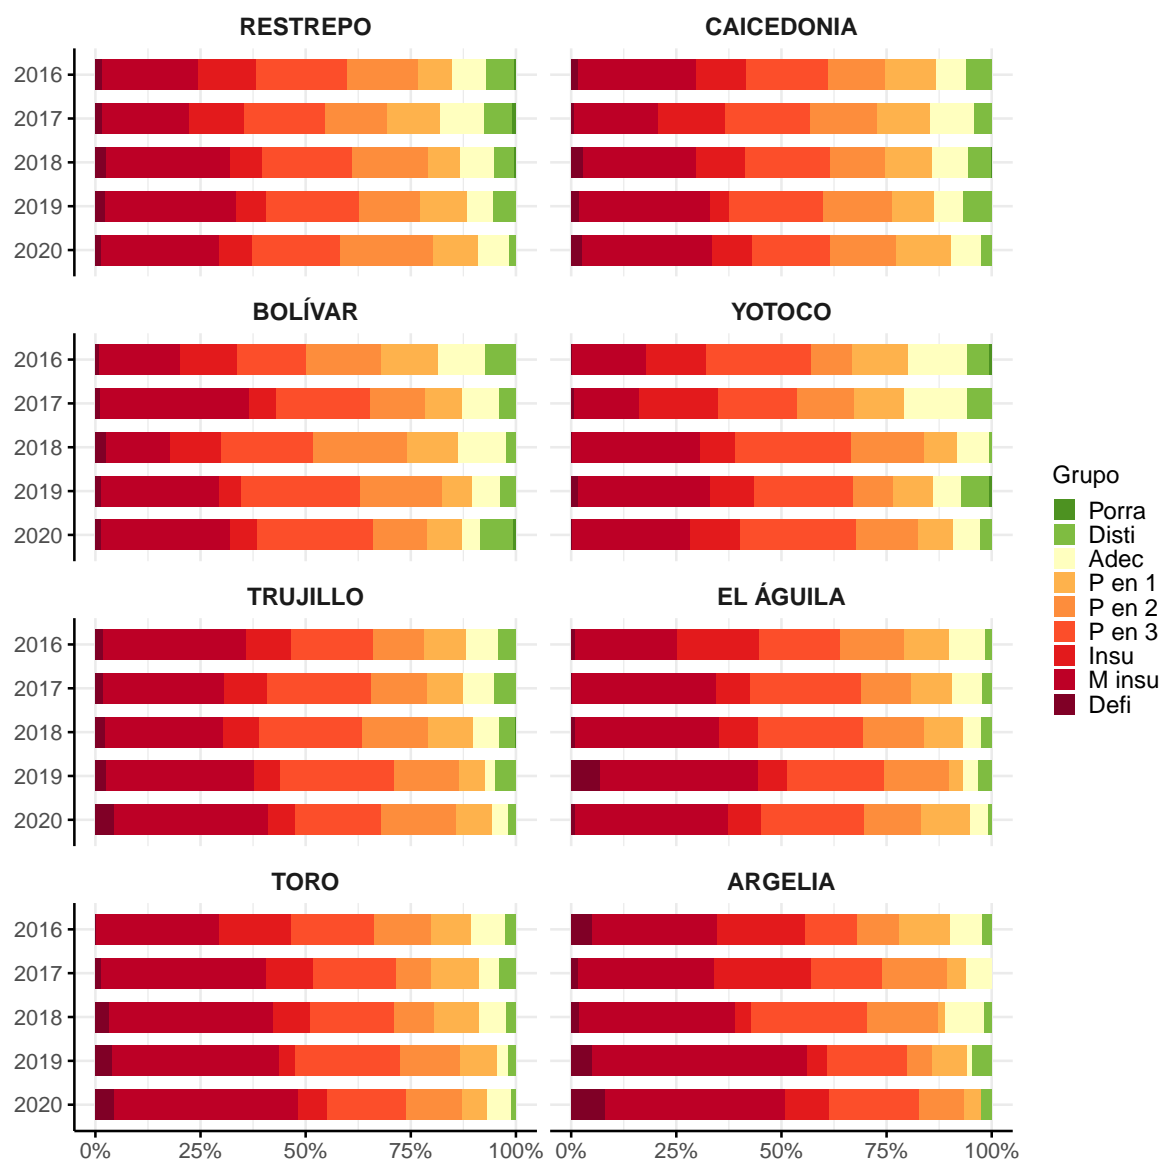 RESTREPO
CAICEDONIA
2016
2017
2018
2019
2020
BOLÍVAR
YOTOCO
2016
2017
2018
2019
2020
TRUJILLO
EL ÁGUILA
2016
2017
2018
2019
2020
TORO
ARGELIA
2016
2017
2018
2019
2020
0% 25% 50% 75% 100% 0% 25% 50% 75% 100%
Grupo
Porra
Disti
Adec
P en 1
P en 2
P en 3
Insu
M insu
Defi